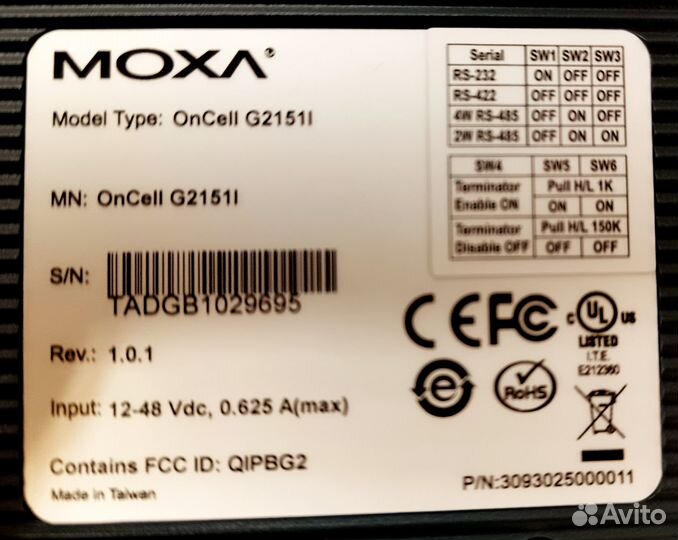 MOXA
Model Type: OnCell G2151I
MN: OnCell G2151I
S/N:
TADGB1029695
Rev.: 1.0.1
Input: 12-48 Vdc, 0.625 A(max)
Contains FCC ID: QIPBG2
Made in Taiwan
Serial SW1 SW2 SW3
RS-232 ON OFF OFF
RS-422 OFF OFF OFF
4W RS-485 OFF ON OFF
2W RS-485 OFF ON ON
SW4 SW5 SW6
Terminator Pull H/L 1K
Enable ON ON ON
Terminator Pull H/L 150K
Disable OFF OFF OFF
CE FC c UL US
LISTED
I.T.E.
E212360
e RoHS
P/N:3093025000011
Avito